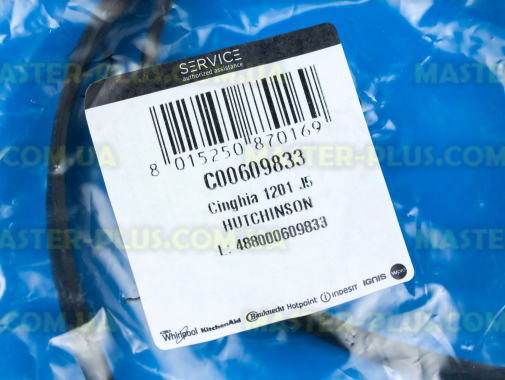 SERVICE
authorized assistance
8 015250 870169
C00609833
Cinghia 1201 J5
HUTCHINSON
L: 488000609833
Whirlpool KitchenAid Bauknecht Hotpoint INDESIT IGNIS
MASTER-PLUS.COM.UA